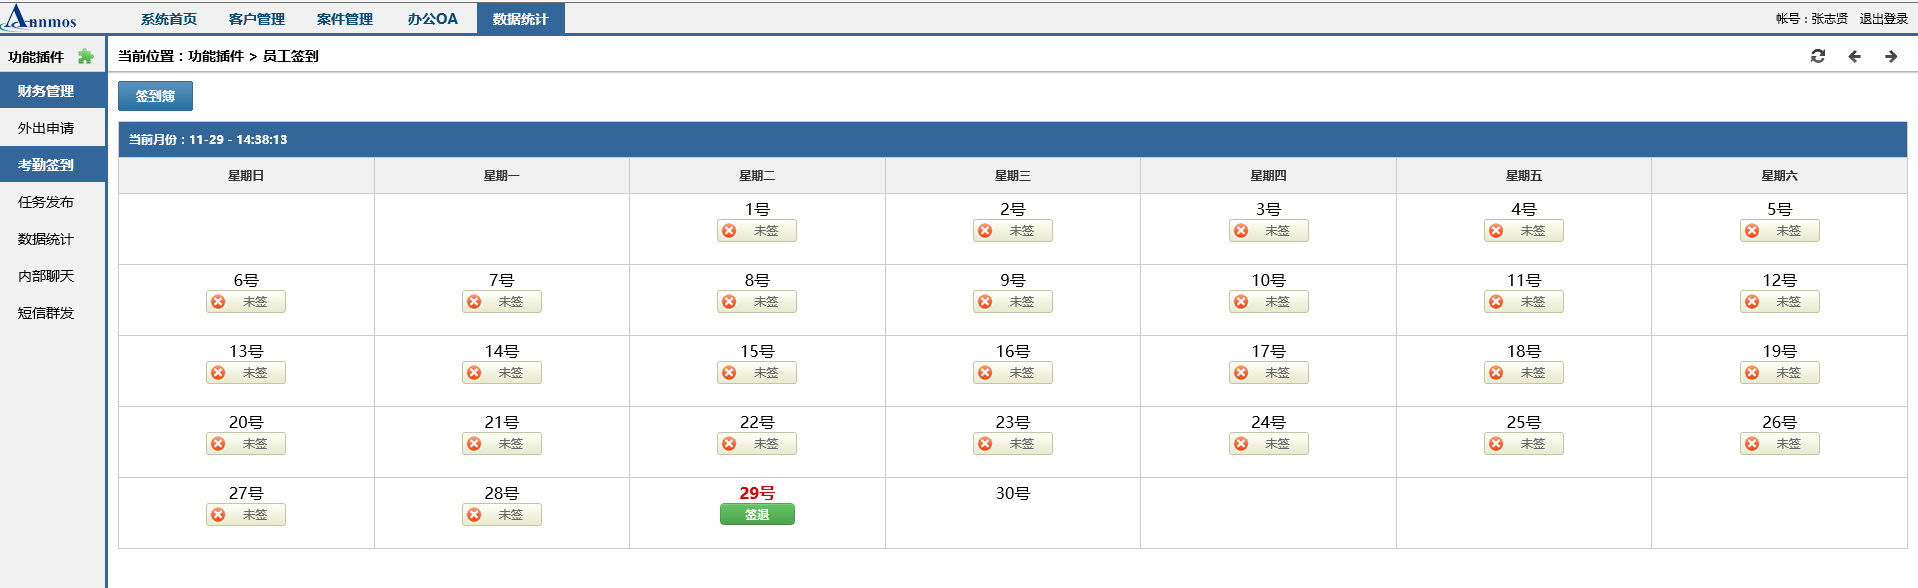 Anmos 系统首页 客户管理 案件管理 办公OA 数据统计 帐号：张志贤 退出登录
功能插件
当前位置：功能插件 > 员工签到
财务管理
外出申请
考勤签到
任务发布
数据统计
内部聊天
短信群发
签到簿
当前月份：11-29 - 14:38:13
星期日 星期一 星期二 星期三 星期四 星期五 星期六
1号 2号 3号 4号 5号
未签 未签 未签 未签 未签
6号 7号 8号 9号 10号 11号 12号
未签 未签 未签 未签 未签 未签 未签
13号 14号 15号 16号 17号 18号 19号
未签 未签 未签 未签 未签 未签 未签
20号 21号 22号 23号 24号 25号 26号
未签 未签 未签 未签 未签 未签 未签
27号 28号 29号 30号
未签 未签 签退